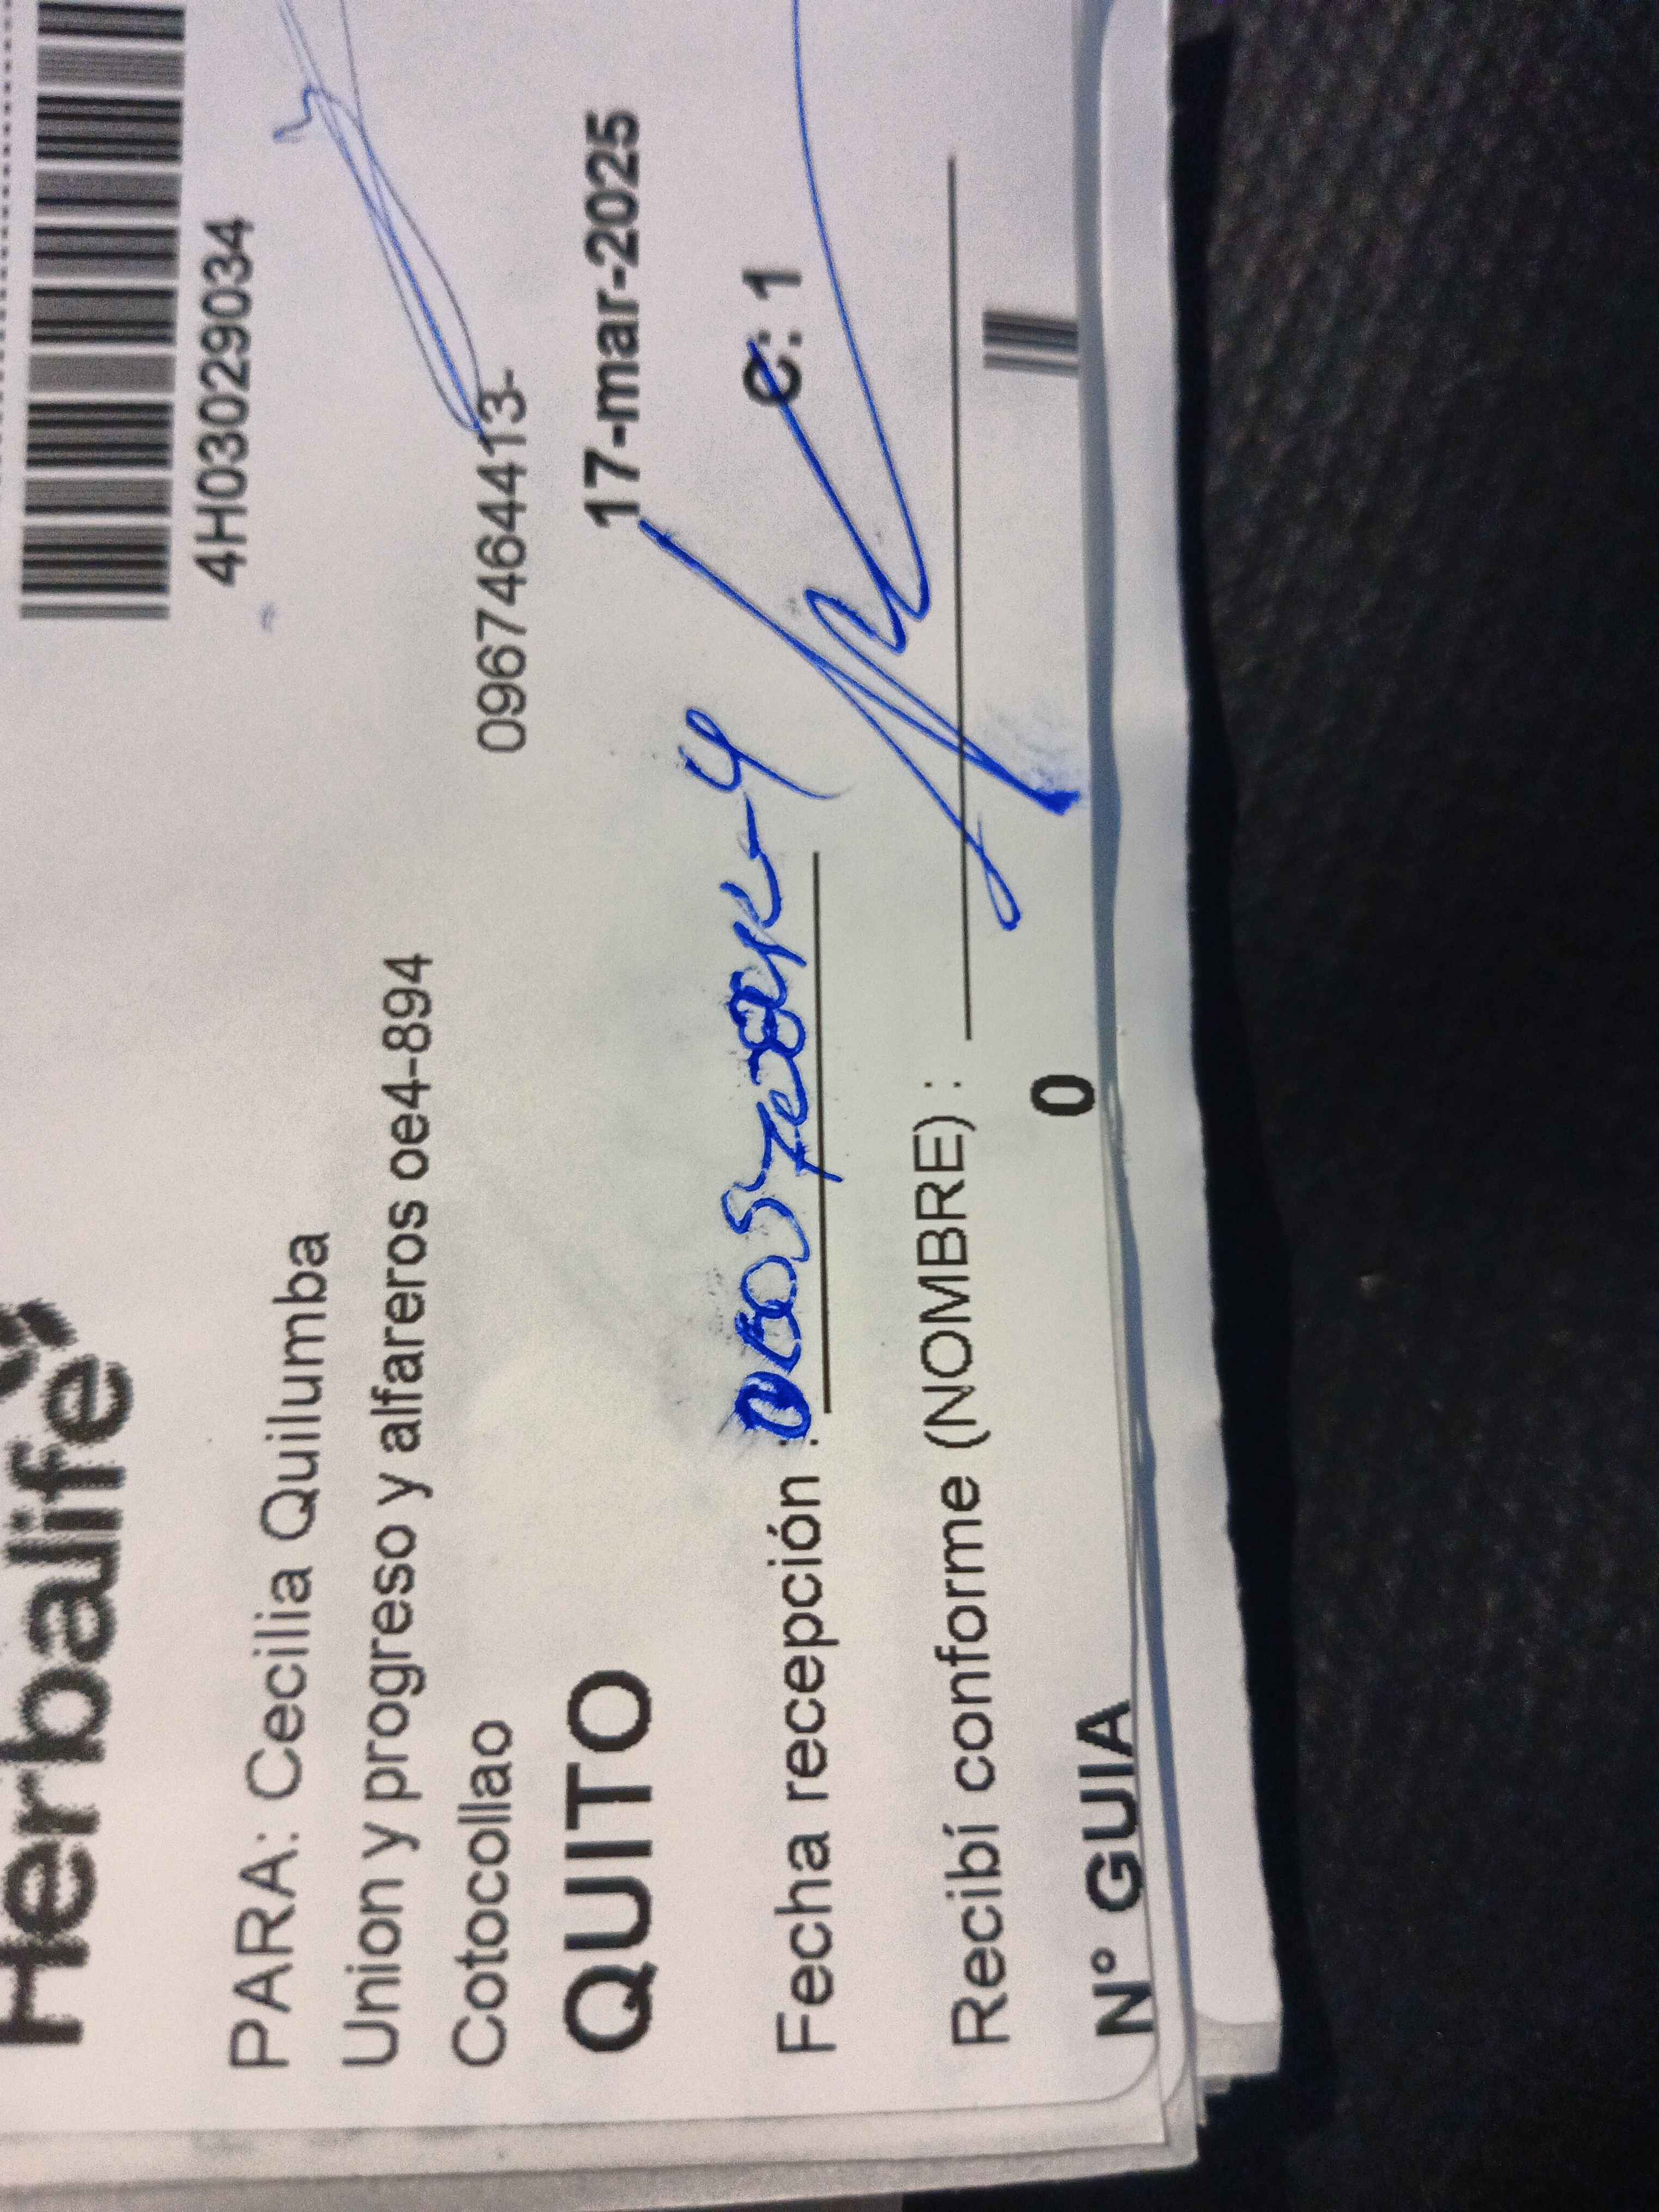 Herbalife
4H03029034
PARA: Cecilia Quilumba
Union y progreso y alfareros oe4-894
Cotocollao
0967464413-
QUITO
17-mar-2025
Fecha recepción :
e: 1
Recibí conforme (NOMBRE) :
0
N° GUIA